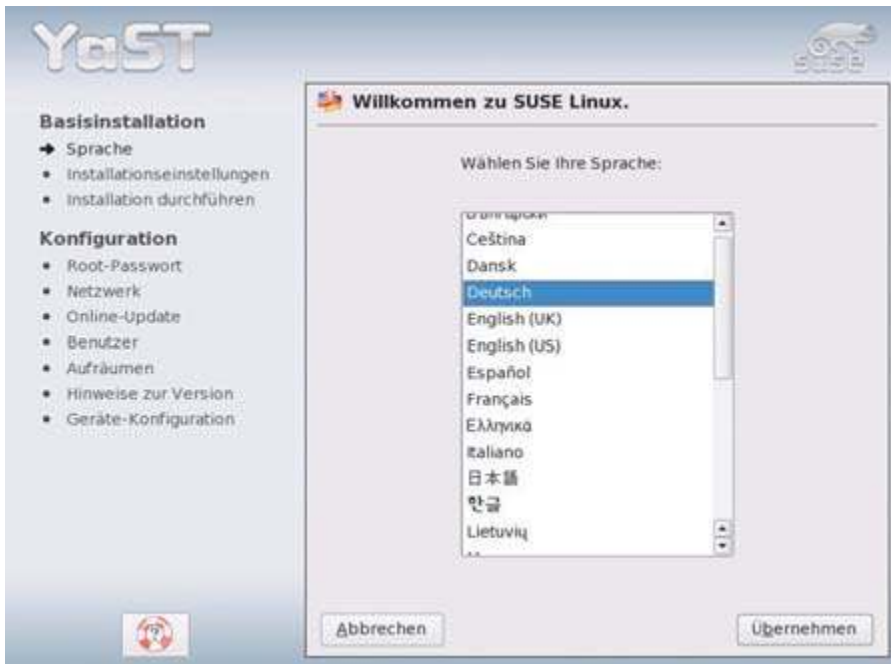 YaST
SUSE
Basisinstallation
Sprache
Installationseinstellungen
Installation durchführen
Konfiguration
Root-Passwort
Netzwerk
Online-Update
Benutzer
Aufräumen
Hinweise zur Version
Geräte-Konfiguration
Willkommen zu SUSE Linux.
Wählen Sie Ihre Sprache:
Čeština
Dansk
Deutsch
English (UK)
English (US)
Español
Français
Ελληνικά
Italiano
日本語
한글
Lietuvių
Abbrechen
Übernehmen